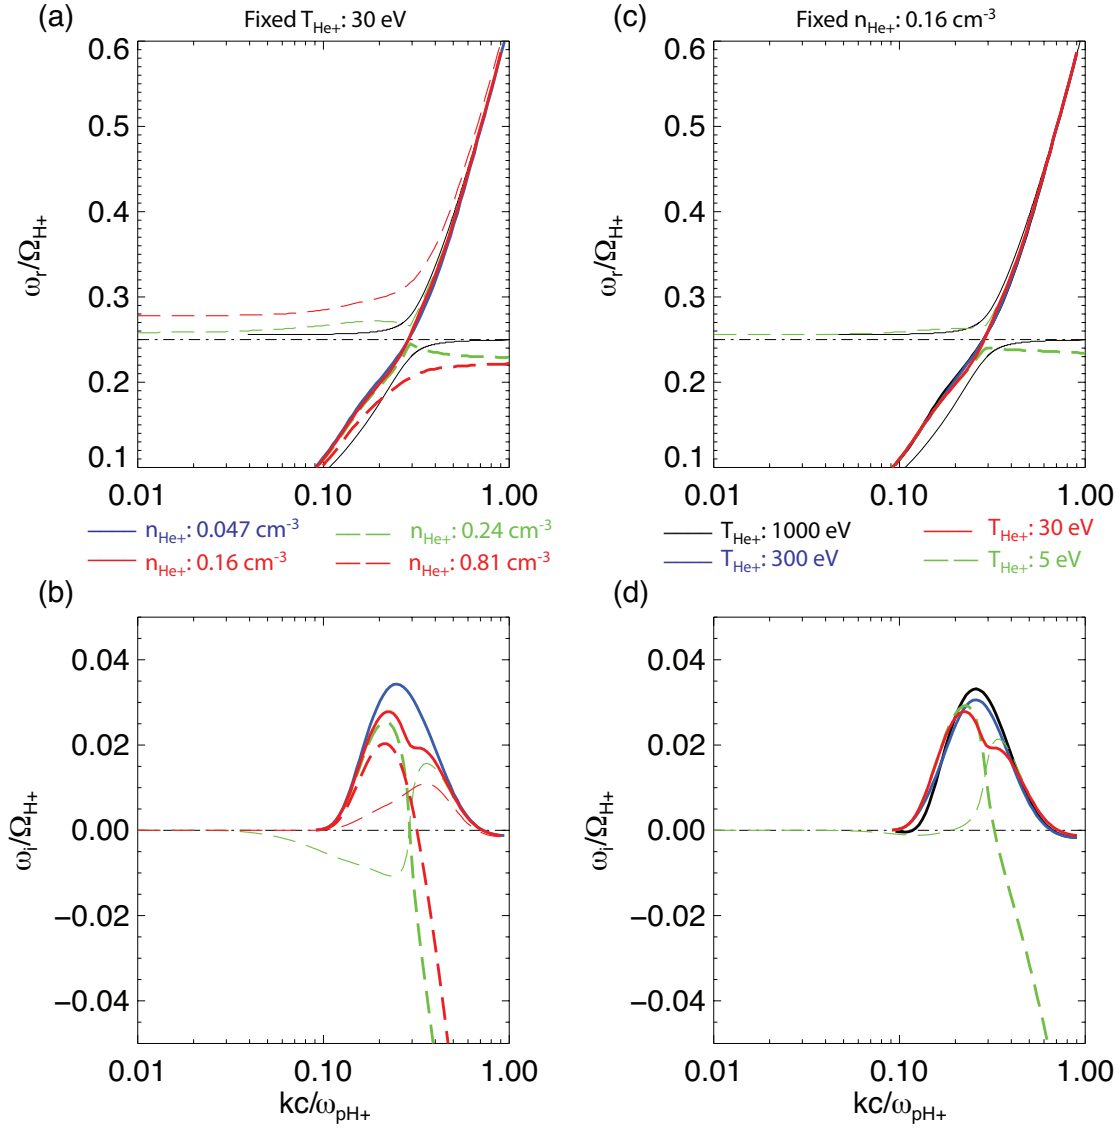 (a)
Fixed T_He+: 30 eV
0.6
0.5
0.4
0.3
0.2
0.1
ω_r/Ω_H+
0.01
0.10
1.00
(c)
Fixed n_He+: 0.16 cm⁻³
0.6
0.5
0.4
0.3
0.2
0.1
ω_r/Ω_H+
0.01
0.10
1.00
n_He+: 0.047 cm⁻³
n_He+: 0.24 cm⁻³
n_He+: 0.16 cm⁻³
n_He+: 0.81 cm⁻³
T_He+: 1000 eV
T_He+: 30 eV
T_He+: 300 eV
T_He+: 5 eV
(b)
0.04
0.02
0.00
−0.02
−0.04
ω_i/Ω_H+
0.01
0.10
1.00
kc/ω_pH+
(d)
0.04
0.02
0.00
−0.02
−0.04
ω_i/Ω_H+
0.01
0.10
1.00
kc/ω_pH+